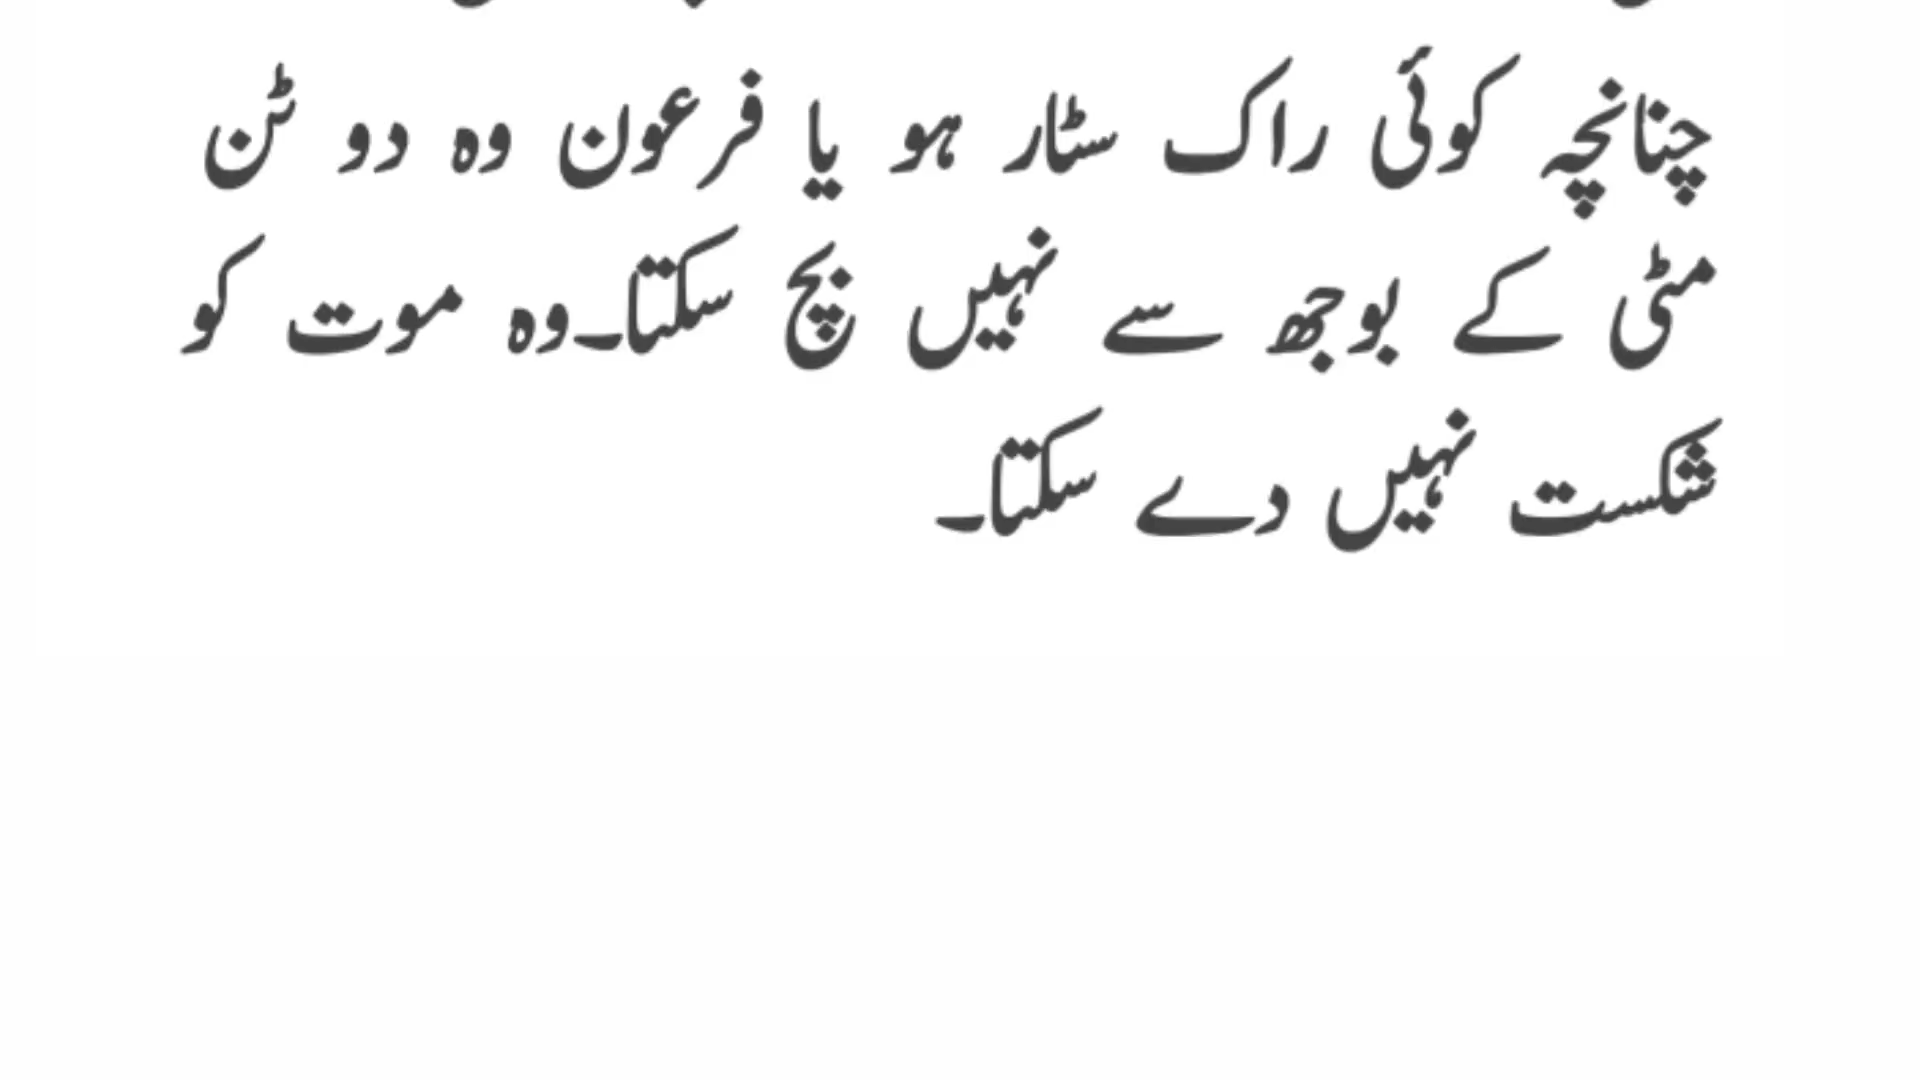 چنانچہ کوئی راک سٹار ہو یا فرعون وہ دو ٹن
مٹی کے بوجھ سے نہیں بچ سکتا۔وہ موت کو
شکست نہیں دے سکتا۔